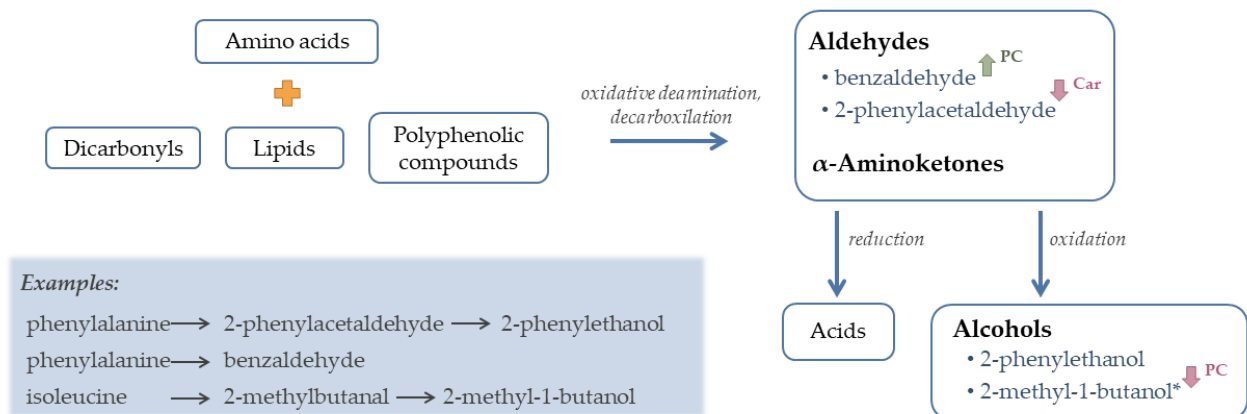 Amino acids
Dicarbonyls
Lipids
Polyphenolic
compounds
oxidative deamination,
decarboxilation
Aldehydes
• benzaldehyde PC
• 2-phenylacetaldehyde Car
α-Aminoketones
reduction
oxidation
Acids
Alcohols
• 2-phenylethanol
• 2-methyl-1-butanol* PC
Examples:
phenylalanine → 2-phenylacetaldehyde → 2-phenylethanol
phenylalanine → benzaldehyde
isoleucine → 2-methylbutanal → 2-methyl-1-butanol